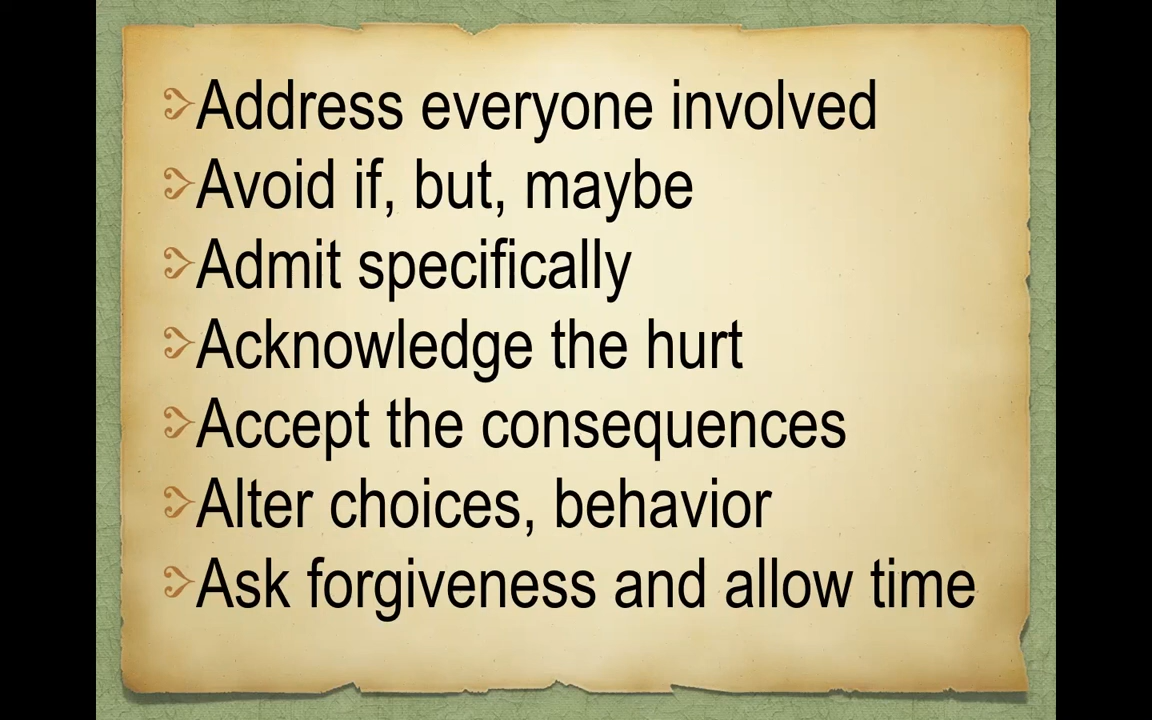 Address everyone involved
Avoid if, but, maybe
Admit specifically
Acknowledge the hurt
Accept the consequences
Alter choices, behavior
Ask forgiveness and allow time